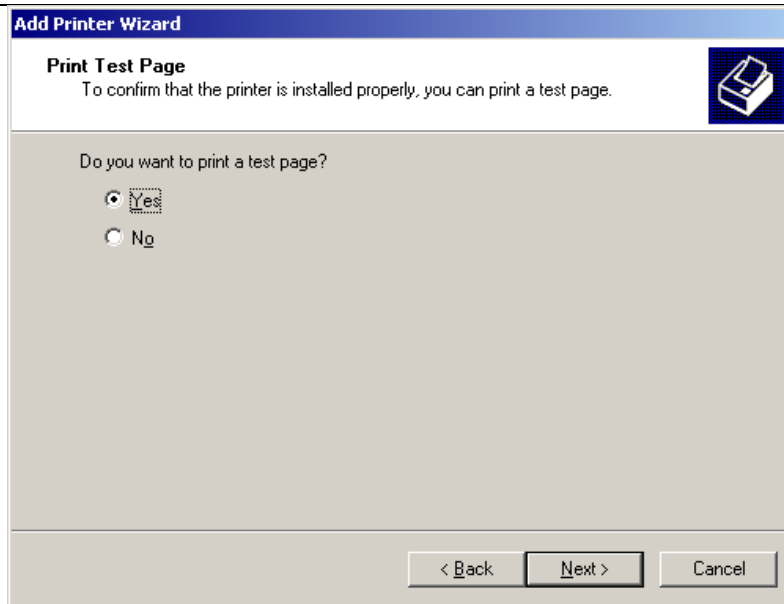 Add Printer Wizard
Print Test Page
To confirm that the printer is installed properly, you can print a test page.
Do you want to print a test page?
Yes
No
< Back
Next >
Cancel